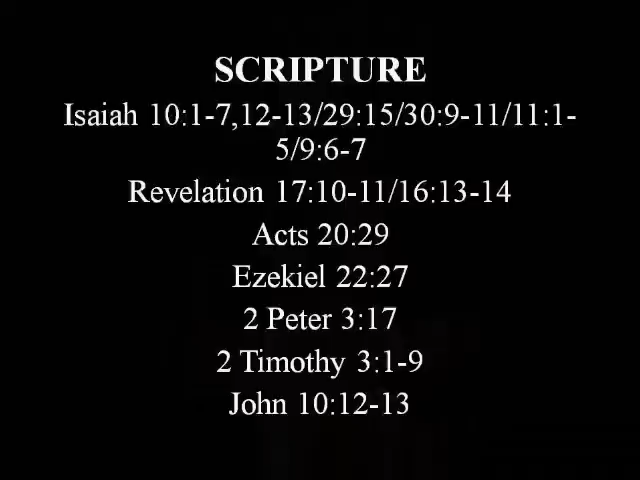 SCRIPTURE
Isaiah 10:1-7,12-13/29:15/30:9-11/11:1-
5/9:6-7
Revelation 17:10-11/16:13-14
Acts 20:29
Ezekiel 22:27
2 Peter 3:17
2 Timothy 3:1-9
John 10:12-13